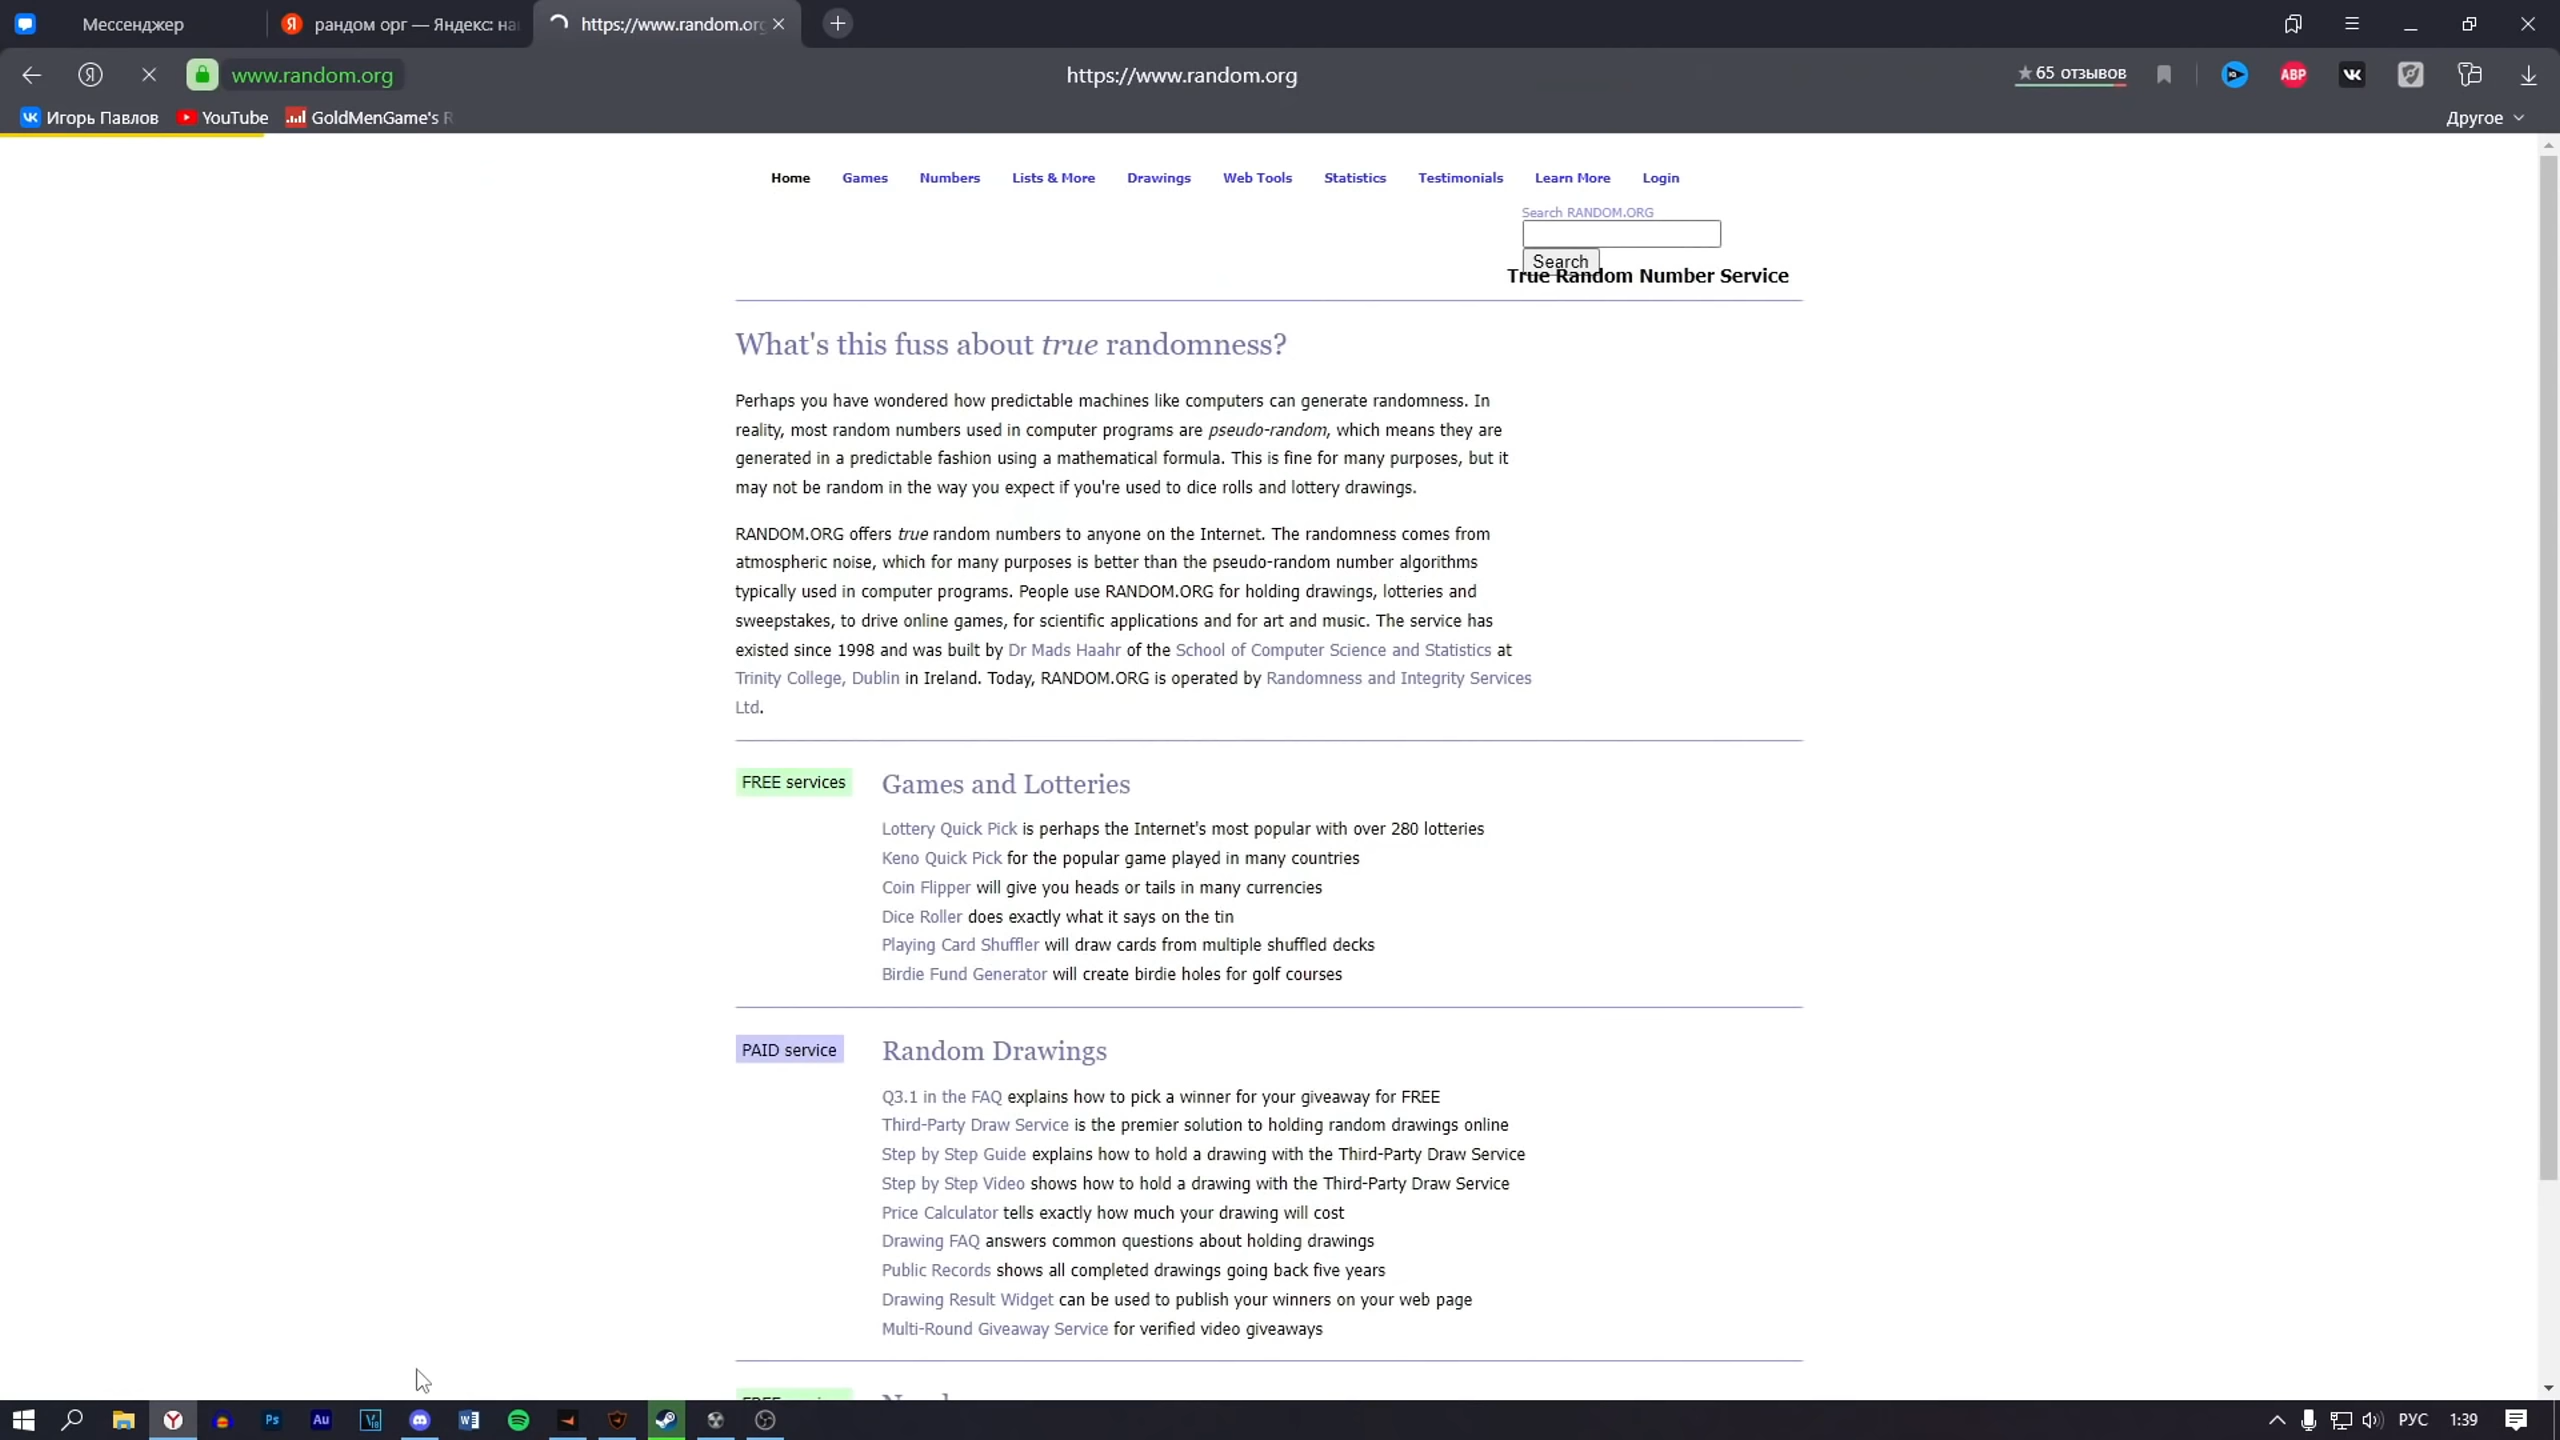 Мессенджер
рандом орг — Яндекс: на
https://www.random.org
www.random.org
https://www.random.org
65 отзывов
ABP
Игорь Павлов
YouTube
GoldMenGame's R
Другое
Home
Games
Numbers
Lists & More
Drawings
Web Tools
Statistics
Testimonials
Learn More
Login
Search RANDOM.ORG
Search
True Random Number Service
What's this fuss about true randomness?
Perhaps you have wondered how predictable machines like computers can generate randomness. In
reality, most random numbers used in computer programs are pseudo-random, which means they are
generated in a predictable fashion using a mathematical formula. This is fine for many purposes, but it
may not be random in the way you expect if you're used to dice rolls and lottery drawings.
RANDOM.ORG offers true random numbers to anyone on the Internet. The randomness comes from
atmospheric noise, which for many purposes is better than the pseudo-random number algorithms
typically used in computer programs. People use RANDOM.ORG for holding drawings, lotteries and
sweepstakes, to drive online games, for scientific applications and for art and music. The service has
existed since 1998 and was built by Dr Mads Haahr of the School of Computer Science and Statistics at
Trinity College, Dublin in Ireland. Today, RANDOM.ORG is operated by Randomness and Integrity Services
Ltd.
FREE services
Games and Lotteries
Lottery Quick Pick is perhaps the Internet's most popular with over 280 lotteries
Keno Quick Pick for the popular game played in many countries
Coin Flipper will give you heads or tails in many currencies
Dice Roller does exactly what it says on the tin
Playing Card Shuffler will draw cards from multiple shuffled decks
Birdie Fund Generator will create birdie holes for golf courses
PAID service
Random Drawings
Q3.1 in the FAQ explains how to pick a winner for your giveaway for FREE
Third-Party Draw Service is the premier solution to holding random drawings online
Step by Step Guide explains how to hold a drawing with the Third-Party Draw Service
Step by Step Video shows how to hold a drawing with the Third-Party Draw Service
Price Calculator tells exactly how much your drawing will cost
Drawing FAQ answers common questions about holding drawings
Public Records shows all completed drawings going back five years
Drawing Result Widget can be used to publish your winners on your web page
Multi-Round Giveaway Service for verified video giveaways
Ps
Au
РУС
1:39